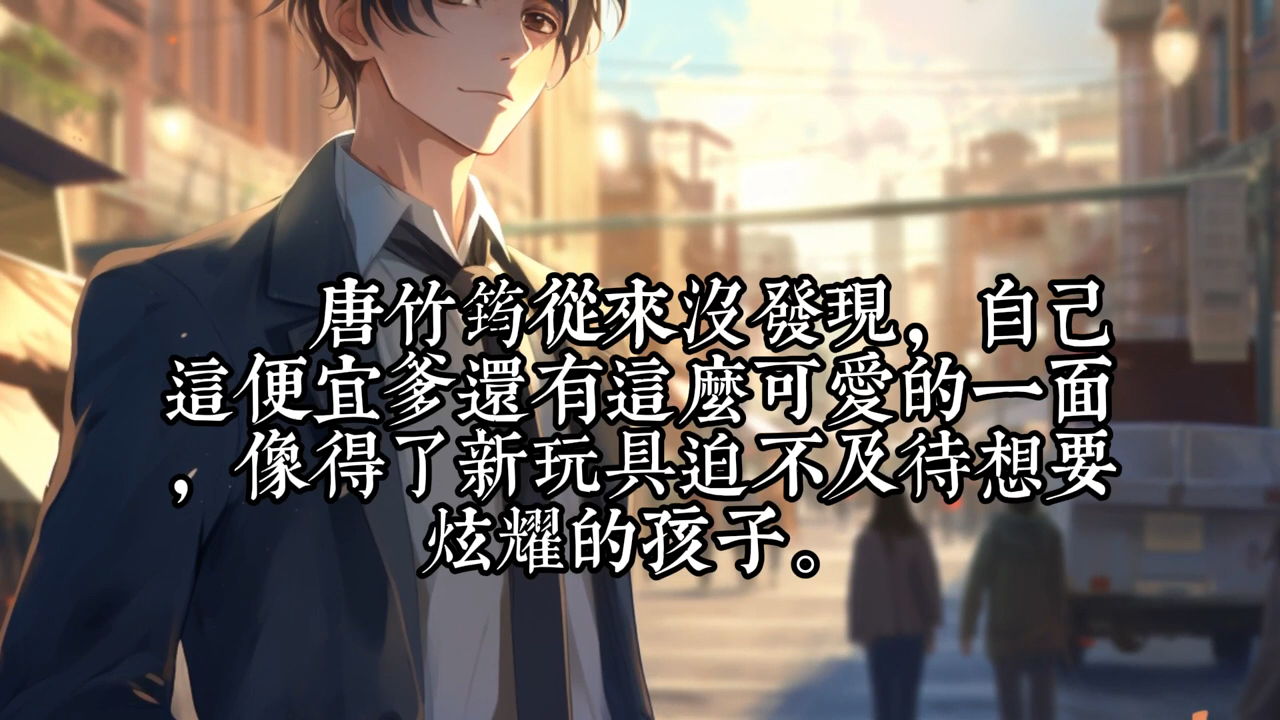 唐竹筠從來沒發現，自己
這便宜爹還有這麼可愛的一面
，像得了新玩具迫不及待想要
炫耀的孩子。